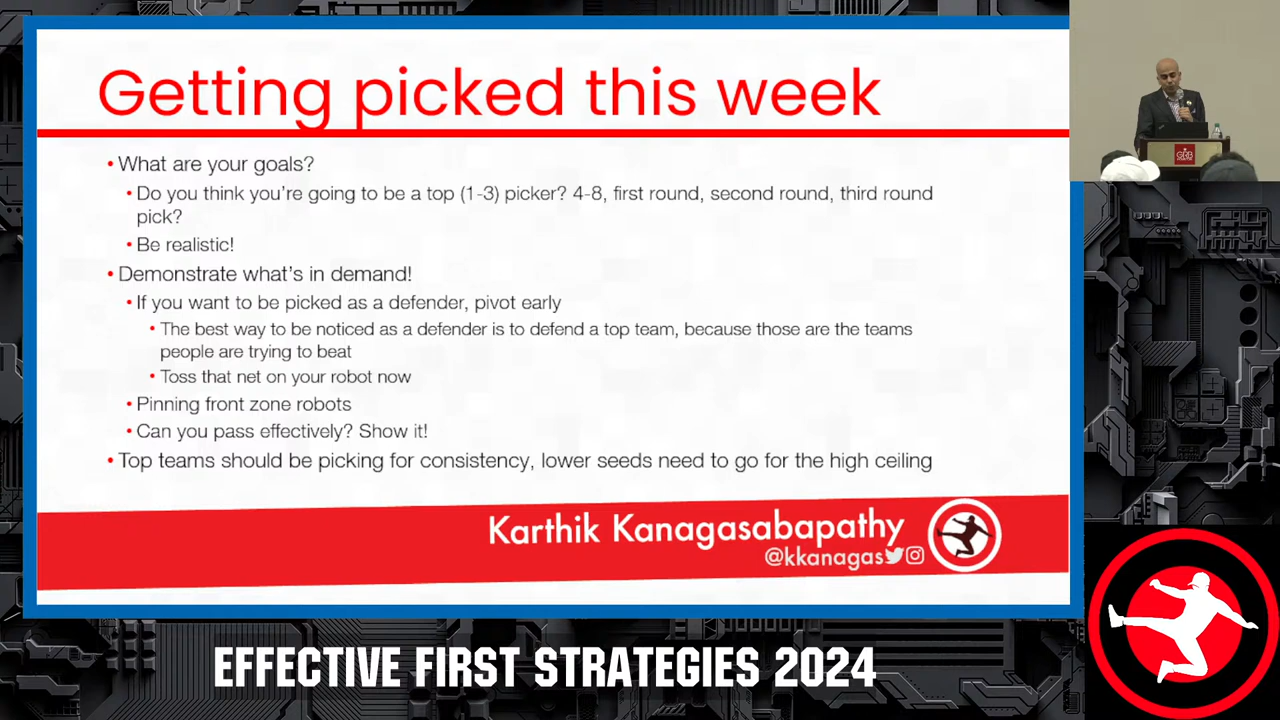 Getting picked this week
• What are your goals?
• Do you think you're going to be a top (1-3) picker? 4-8, first round, second round, third round
pick?
• Be realistic!
• Demonstrate what's in demand!
• If you want to be picked as a defender, pivot early
• The best way to be noticed as a defender is to defend a top team, because those are the teams
people are trying to beat
• Toss that net on your robot now
• Pinning front zone robots
• Can you pass effectively? Show it!
• Top teams should be picking for consistency, lower seeds need to go for the high ceiling
Karthik Kanagasabapathy
@kkanagas
GRB
EFFECTIVE FIRST STRATEGIES 2024